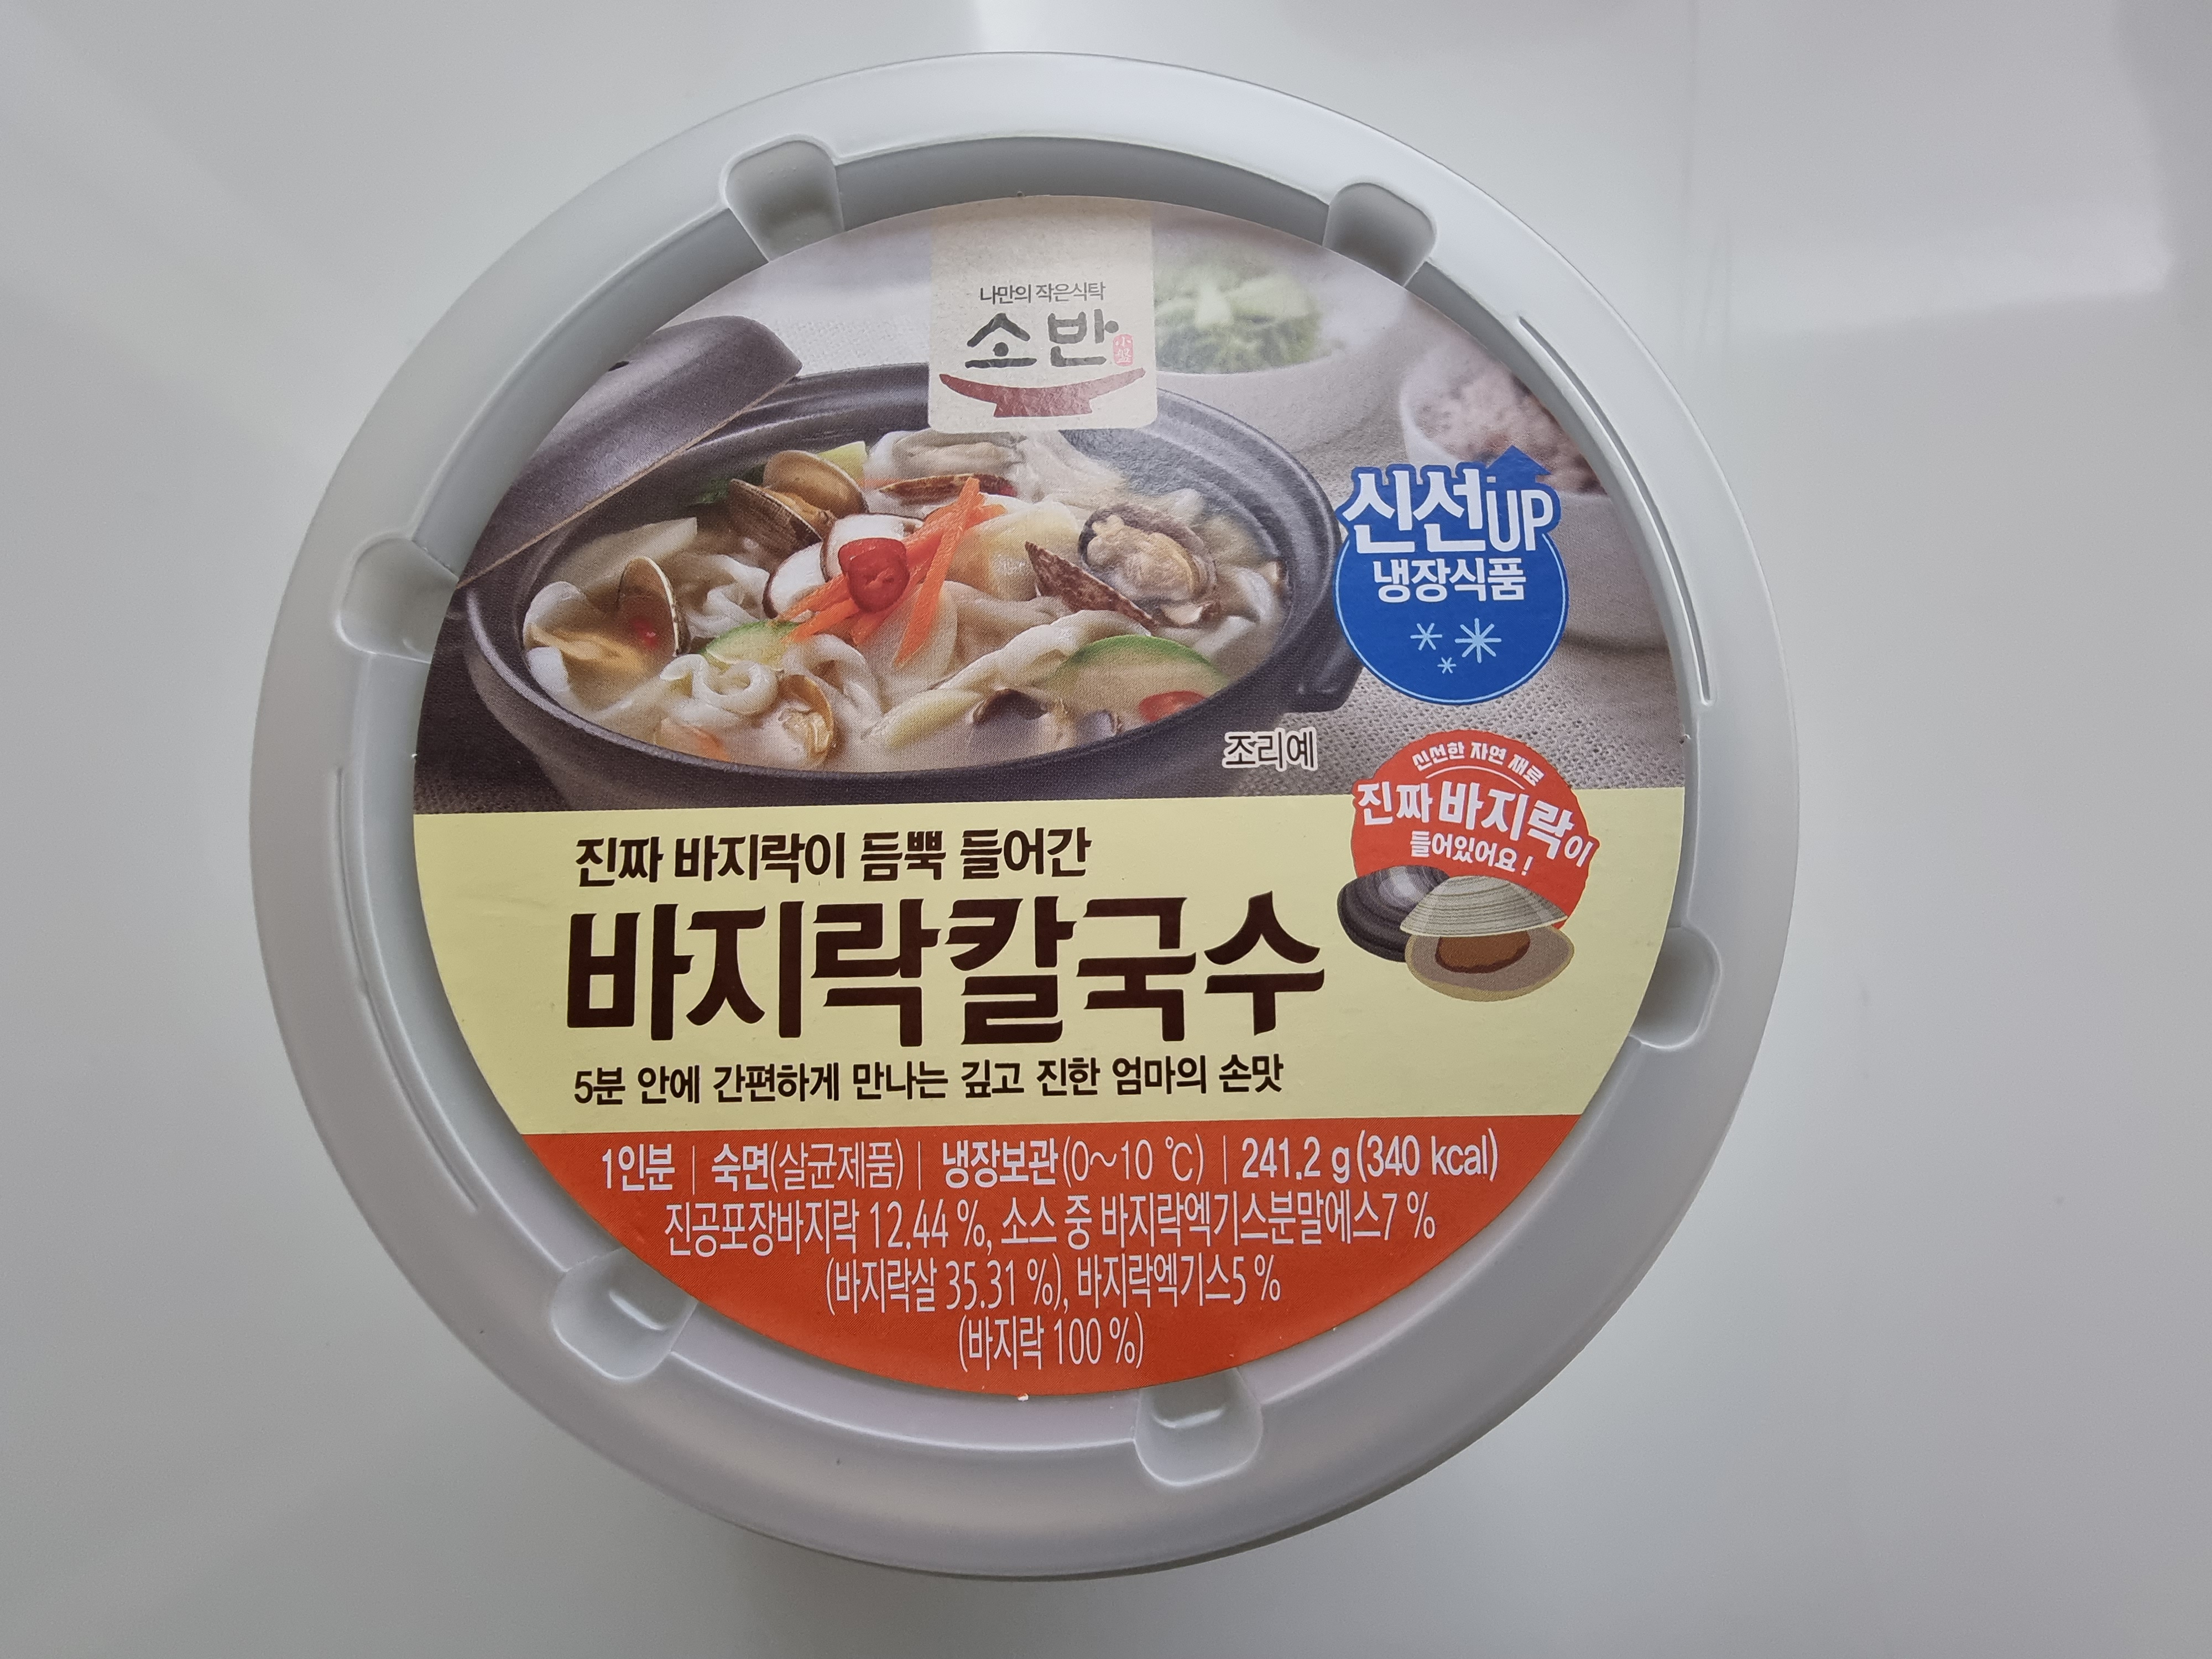 나만의 작은식탁
소반
小盤
신선UP
냉장식품
조리예
신선한 자연 재료
진짜 바지락이
들어있어요!
진짜 바지락이 듬뿍 들어간
바지락칼국수
5분 안에 간편하게 만나는 깊고 진한 엄마의 손맛
1인분 | 숙면(살균제품) | 냉장보관(0~10 ℃) | 241.2 g(340 kcal)
진공포장바지락 12.44 %, 소스 중 바지락엑기스분말에스7 %
(바지락살 35.31 %), 바지락엑기스5 %
(바지락 100 %)